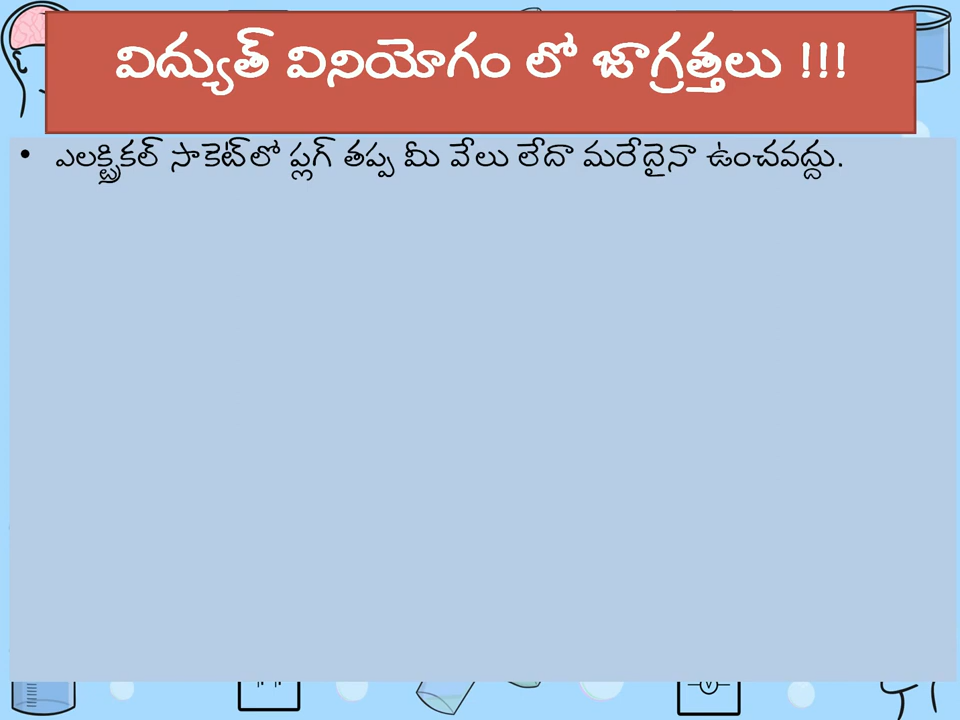 విద్యుత్ వినియోగం లో జాగ్రత్తలు !!!
• ఎలక్ట్రికల్ సాకెట్‌లో ప్లగ్ తప్ప మీ వేలు లేదా మరేదైనా ఉంచవద్దు.
V